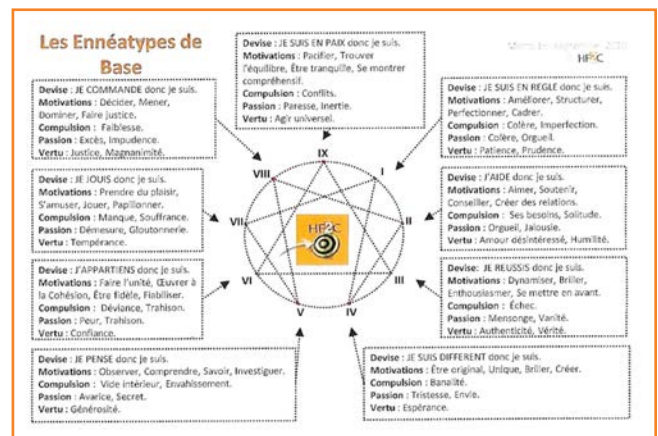 Les Ennéatypes de
Base
HP2C
Devise : JE SUIS EN PAIX donc je suis.
Motivations : Pacifier, Trouver
l'équilibre, Être tranquille, Se montrer
compréhensif.
Compulsion : Conflits.
Passion : Paresse, Inertie.
Vertu : Agir universel.
Devise : JE COMMANDE donc je suis.
Motivations : Décider, Mener,
Dominer, Faire justice.
Compulsion : Faiblesse.
Passion : Excès, Impudence.
Vertu : Justice, Magnanimité.
Devise : JE SUIS EN REGLE donc je suis.
Motivations : Améliorer, Structurer,
Perfectionner, Cadrer.
Compulsion : Colère, Imperfection.
Passion : Colère, Orgueil.
Vertu : Patience, Prudence.
Devise : JE JOUIS donc je suis.
Motivations : Prendre du plaisir,
S'amuser, Jouer, Papillonner.
Compulsion : Manque, Souffrance.
Passion : Démesure, Gloutonnerie.
Vertu : Tempérance.
Devise : J'AIDE donc je suis.
Motivations : Aimer, Soutenir,
Conseiller, Créer des relations.
Compulsion : Ses besoins, Solitude.
Passion : Orgueil, Jalousie.
Vertu : Amour désintéressé, Humilité.
Devise : J'APPARTIENS donc je suis.
Motivations : Faire l'unité, Œuvrer à
la Cohésion, Être fidèle, Fiabiliser.
Compulsion : Déviance, Trahison.
Passion : Peur, Trahison.
Vertu : Confiance.
Devise: JE REUSSIS donc je suis.
Motivations : Dynamiser, Briller,
Enthousiasmer, Se mettre en avant.
Compulsion : Échec.
Passion : Mensonge, Vanité.
Vertu : Authenticité, Vérité.
Devise : JE PENSE donc je suis.
Motivations : Observer, Comprendre, Savoir, Investiguer.
Compulsion : Vide intérieur, Envahissement.
Passion : Avarice, Secret.
Vertu : Générosité.
Devise : JE SUIS DIFFERENT donc je suis.
Motivations : Être original, Unique, Briller, Créer.
Compulsion : Banalité.
Passion : Tristesse, Envie.
Vertu : Espérance.
IX
VIII
I
VII
II
VI
III
V
IV
HP2C